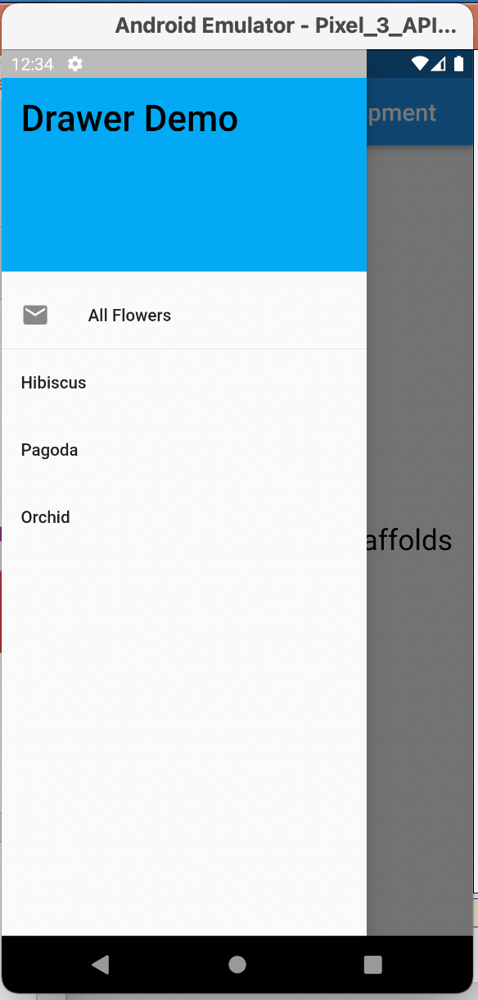 Android Emulator - Pixel_3_API...
12:34
pment
Drawer Demo
All Flowers
Hibiscus
Pagoda
Orchid
affolds